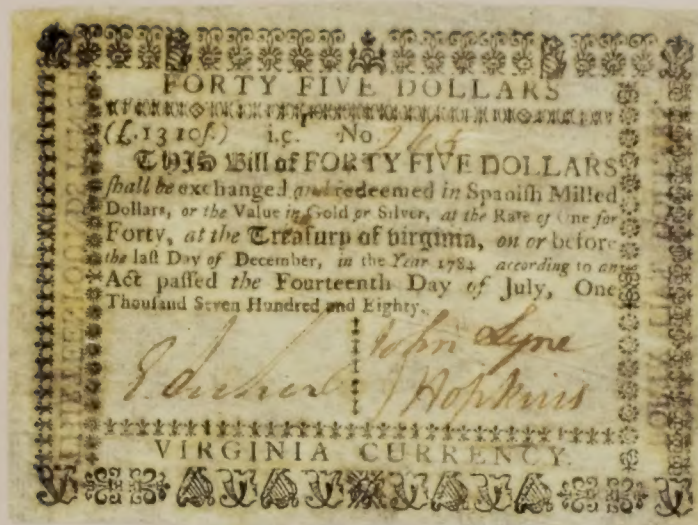 FORTY FIVE DOLLARS
(£.13 10ſ.) i.c. No
THIS Bill of FORTY FIVE DOLLARS
ſhall be exchanged and redeemed in Spaniſh Milled
Dollars, or the Value in Gold or Silver, at the Rate of One for
Forty, at the Treaſury of Virginia, on or before
the laſt Day of December, in the Year 1784 according to an
Act paſſed the Fourteenth Day of July, One
Thouſand Seven Hundred and Eighty.
John Lyne
J Hopkins
VIRGINIA CURRENCY.